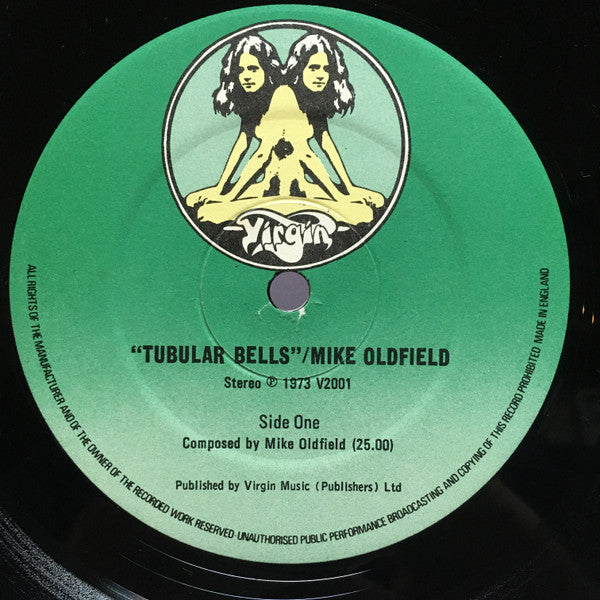 Virgin
"TUBULAR BELLS"/MIKE OLDFIELD
Stereo ℗ 1973 V2001
Side One
Composed by Mike Oldfield (25.00)
Published by Virgin Music (Publishers) Ltd
ALL RIGHTS OF THE MANUFACTURER AND OF THE OWNER OF THE RECORDED WORK RESERVED·UNAUTHORISED PUBLIC PERFORMANCE BROADCASTING AND COPYING OF THIS RECORD PROHIBITED MADE IN ENGLAND